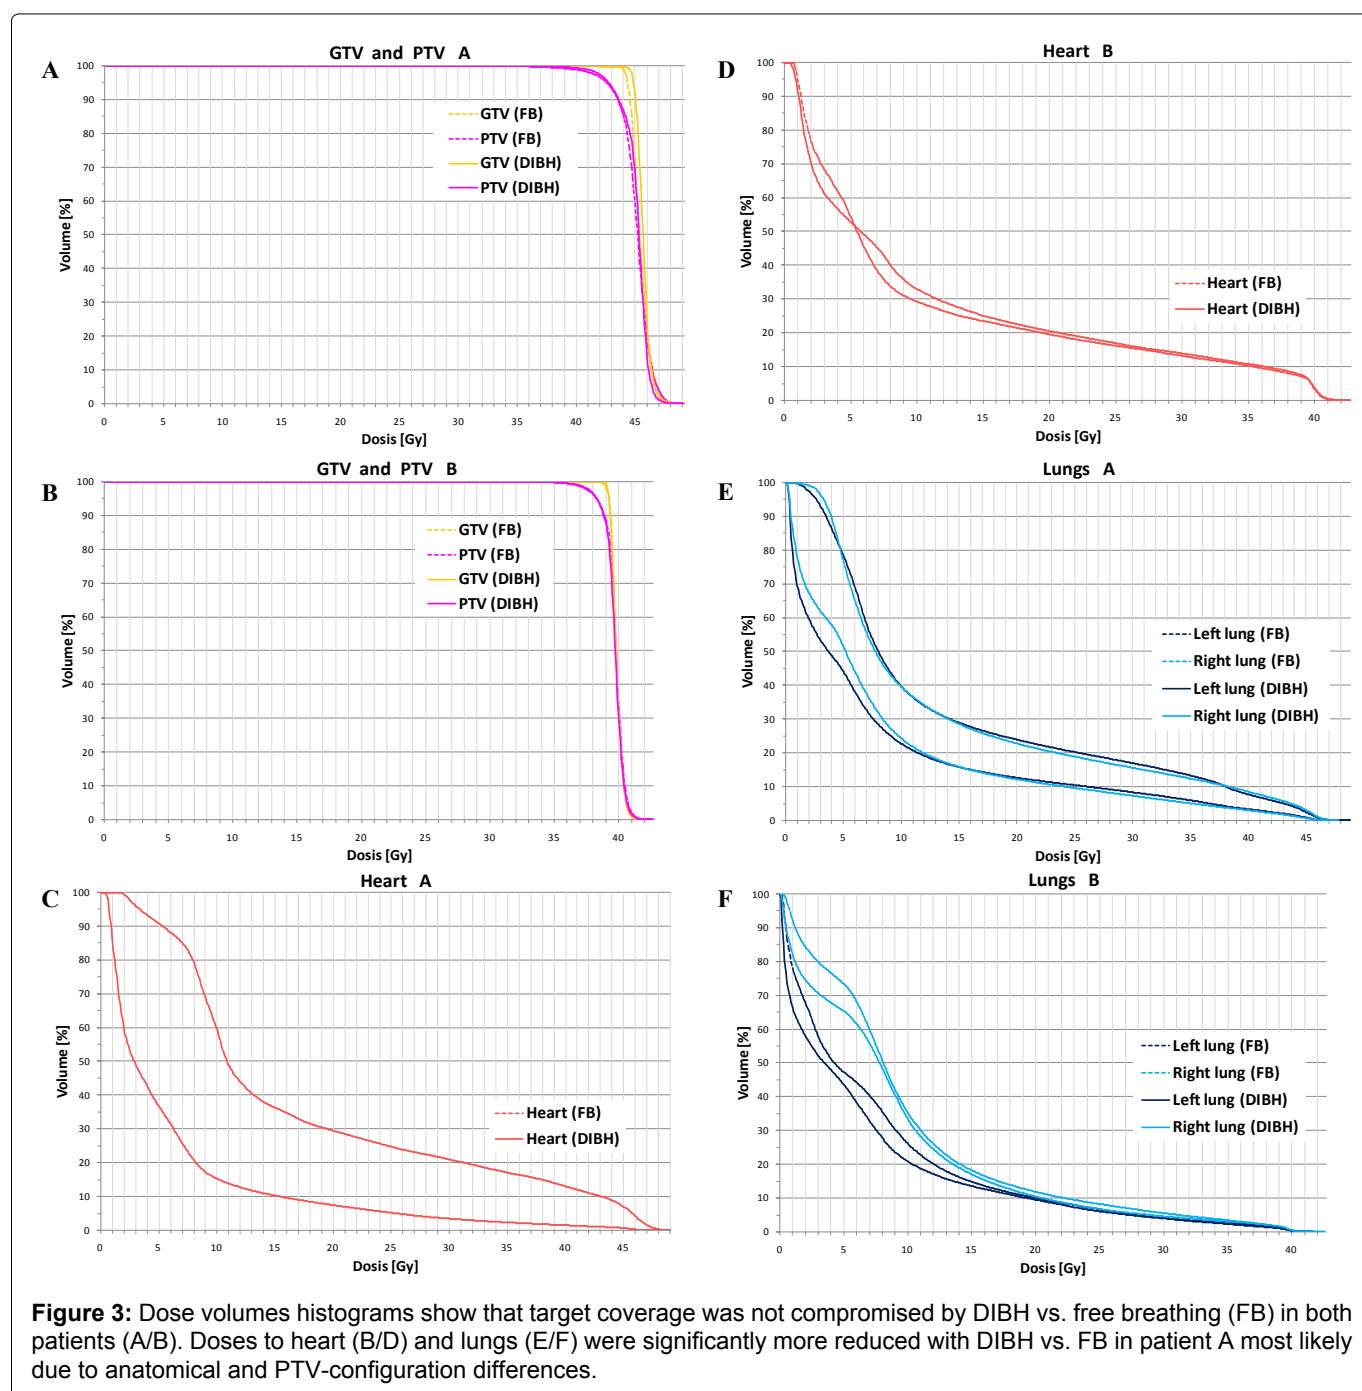 A
GTV and PTV A
100
90
80
70
60
50
40
30
20
10
0
Volume [%]
GTV (FB)
PTV (FB)
GTV (DIBH)
PTV (DIBH)
0 5 10 15 20 25 30 35 40 45
Dosis [Gy]
B
GTV and PTV B
100
90
80
70
60
50
40
30
20
10
0
Volume [%]
GTV (FB)
PTV (FB)
GTV (DIBH)
PTV (DIBH)
0 5 10 15 20 25 30 35 40
Dosis [Gy]
C
Heart A
100
90
80
70
60
50
40
30
20
10
0
Volume [%]
Heart (FB)
Heart (DIBH)
0 5 10 15 20 25 30 35 40 45
Dosis [Gy]
D
Heart B
100
90
80
70
60
50
40
30
20
10
0
Volume [%]
Heart (FB)
Heart (DIBH)
0 5 10 15 20 25 30 35 40
Dosis [Gy]
E
Lungs A
100
90
80
70
60
50
40
30
20
10
0
Volume [%]
Left lung (FB)
Right lung (FB)
Left lung (DIBH)
Right lung (DIBH)
0 5 10 15 20 25 30 35 40 45
Dosis [Gy]
F
Lungs B
100
90
80
70
60
50
40
30
20
10
0
Volume [%]
Left lung (FB)
Right lung (FB)
Left lung (DIBH)
Right lung (DIBH)
0 5 10 15 20 25 30 35 40
Dosis [Gy]
Figure 3: Dose volumes histograms show that target coverage was not compromised by DIBH vs. free breathing (FB) in both
patients (A/B). Doses to heart (B/D) and lungs (E/F) were significantly more reduced with DIBH vs. FB in patient A most likely
due to anatomical and PTV-configuration differences.